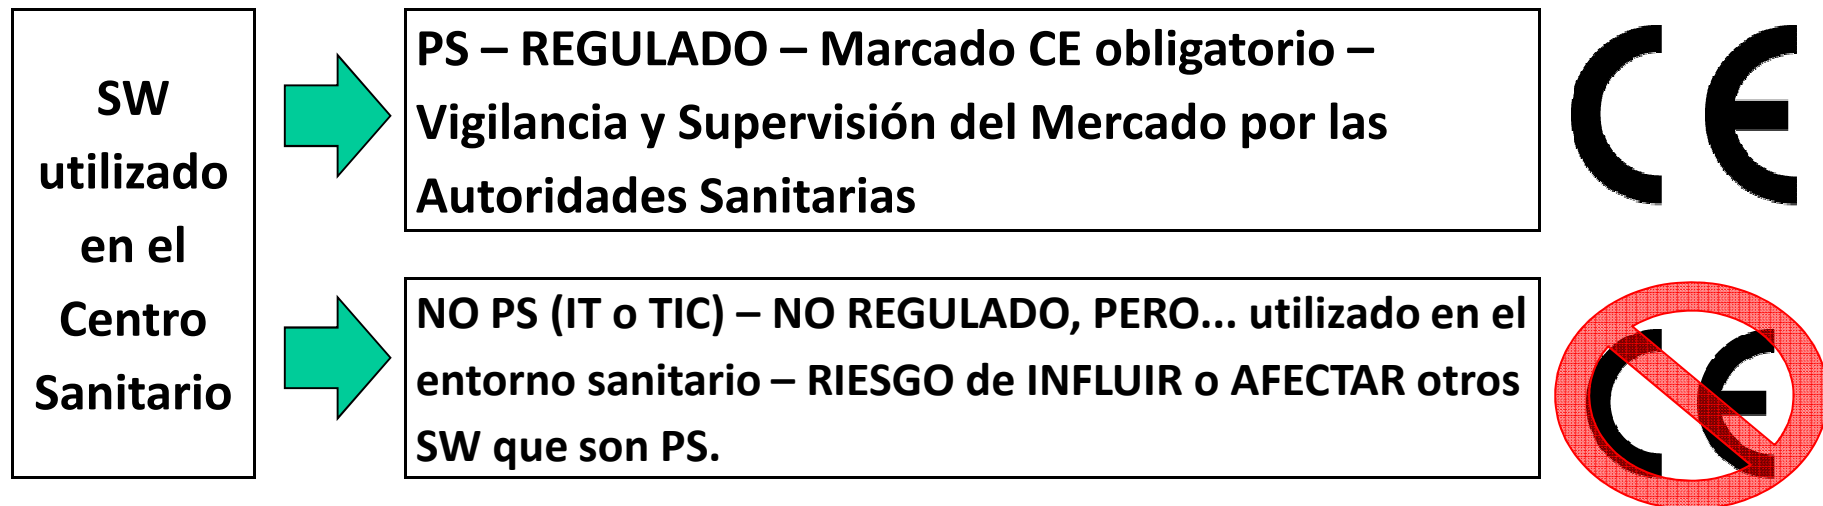 SW
utilizado
en el
Centro
Sanitario
PS – REGULADO – Marcado CE obligatorio –
Vigilancia y Supervisión del Mercado por las
Autoridades Sanitarias
CE
NO PS (IT o TIC) – NO REGULADO, PERO... utilizado en el
entorno sanitario – RIESGO de INFLUIR o AFECTAR otros
SW que son PS.
CE